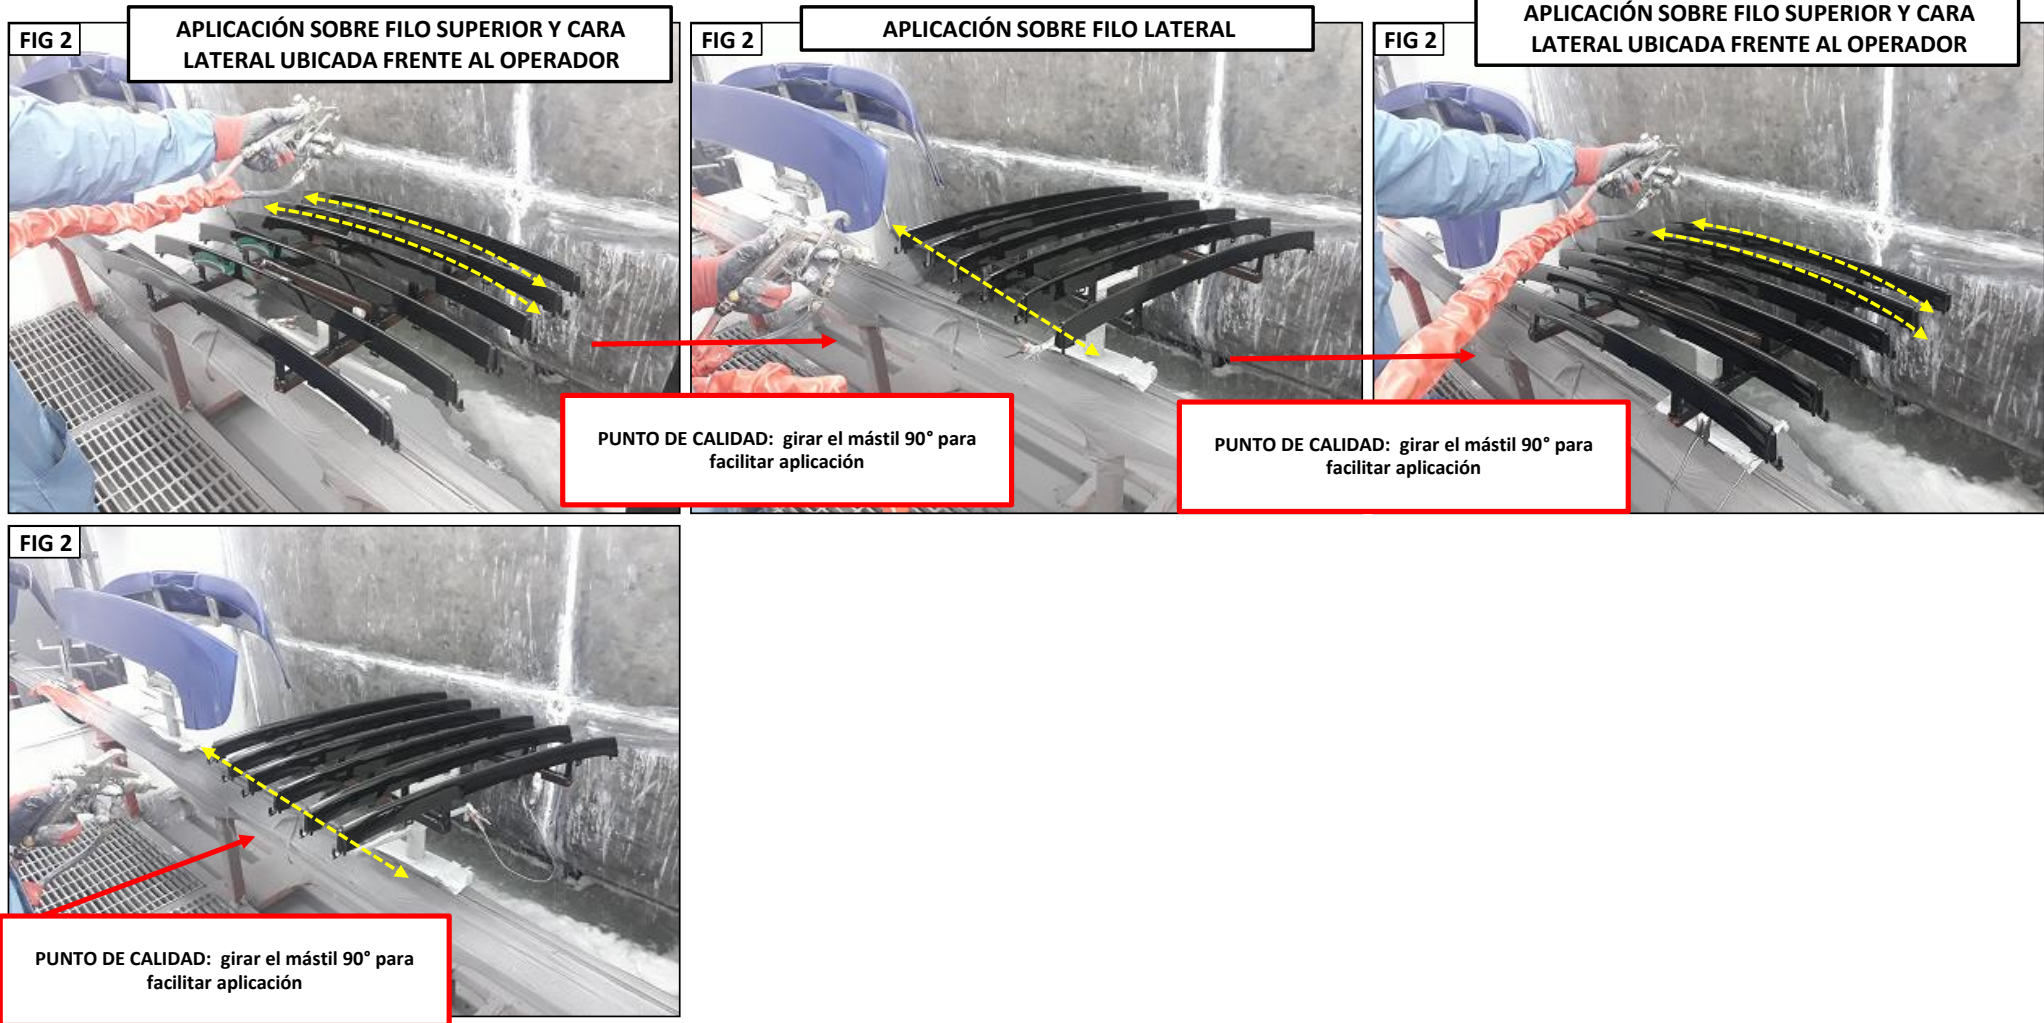 FIG 2
APLICACIÓN SOBRE FILO SUPERIOR Y CARA
LATERAL UBICADA FRENTE AL OPERADOR
FIG 2
APLICACIÓN SOBRE FILO LATERAL
FIG 2
APLICACIÓN SOBRE FILO SUPERIOR Y CARA
LATERAL UBICADA FRENTE AL OPERADOR
PUNTO DE CALIDAD: girar el mástil 90° para
facilitar aplicación
PUNTO DE CALIDAD: girar el mástil 90° para
facilitar aplicación
FIG 2
PUNTO DE CALIDAD: girar el mástil 90° para
facilitar aplicación